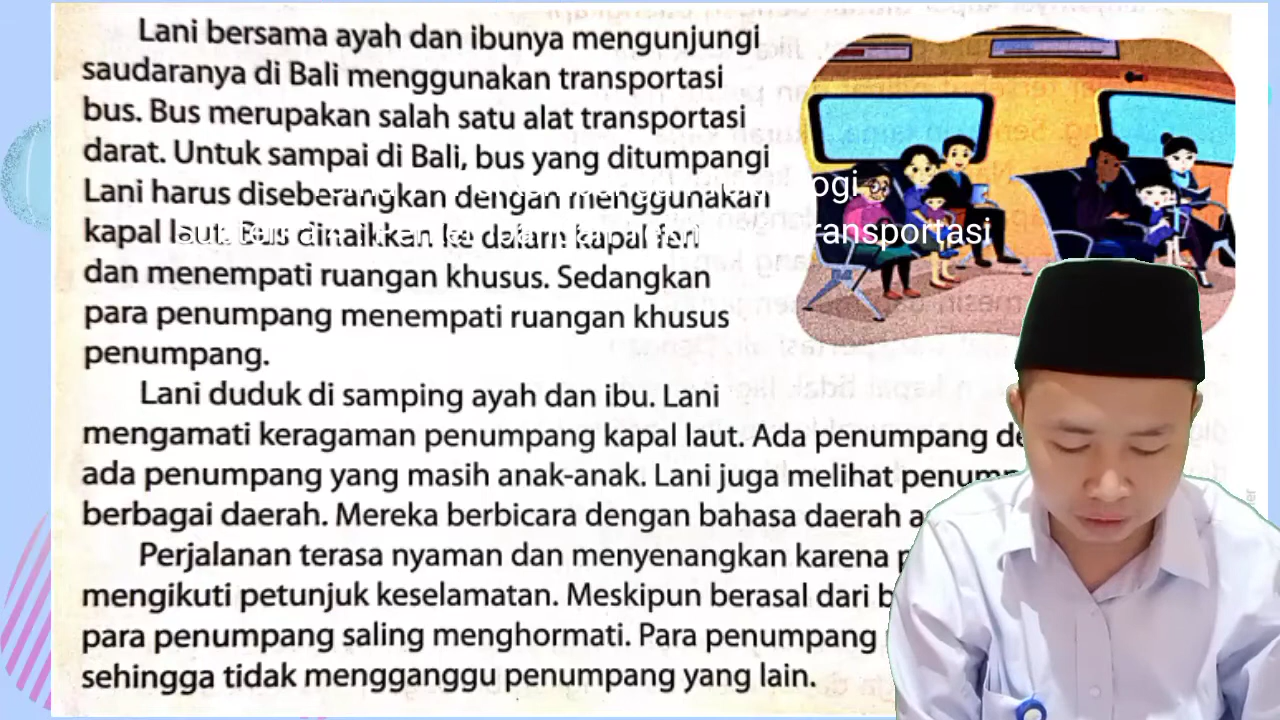 Lani bersama ayah dan ibunya mengunjungi
saudaranya di Bali menggunakan transportasi
bus. Bus merupakan salah satu alat transportasi
darat. Untuk sampai di Bali, bus yang ditumpangi
Lani harus diseberangkan dengan menggunakan
kapal laut. Bus dinaikkan ke dalam kapal feri
dan menempati ruangan khusus. Sedangkan
para penumpang menempati ruangan khusus
penumpang.
Lani duduk di samping ayah dan ibu. Lani
mengamati keragaman penumpang kapal laut. Ada penumpang
ada penumpang yang masih anak-anak. Lani juga melihat
berbagai daerah. Mereka berbicara dengan bahasa daerah
Perjalanan terasa nyaman dan menyenangkan karena
mengikuti petunjuk keselamatan. Meskipun berasal dari
para penumpang saling menghormati. Para penumpang
sehingga tidak mengganggu penumpang yang lain.
ransportasi